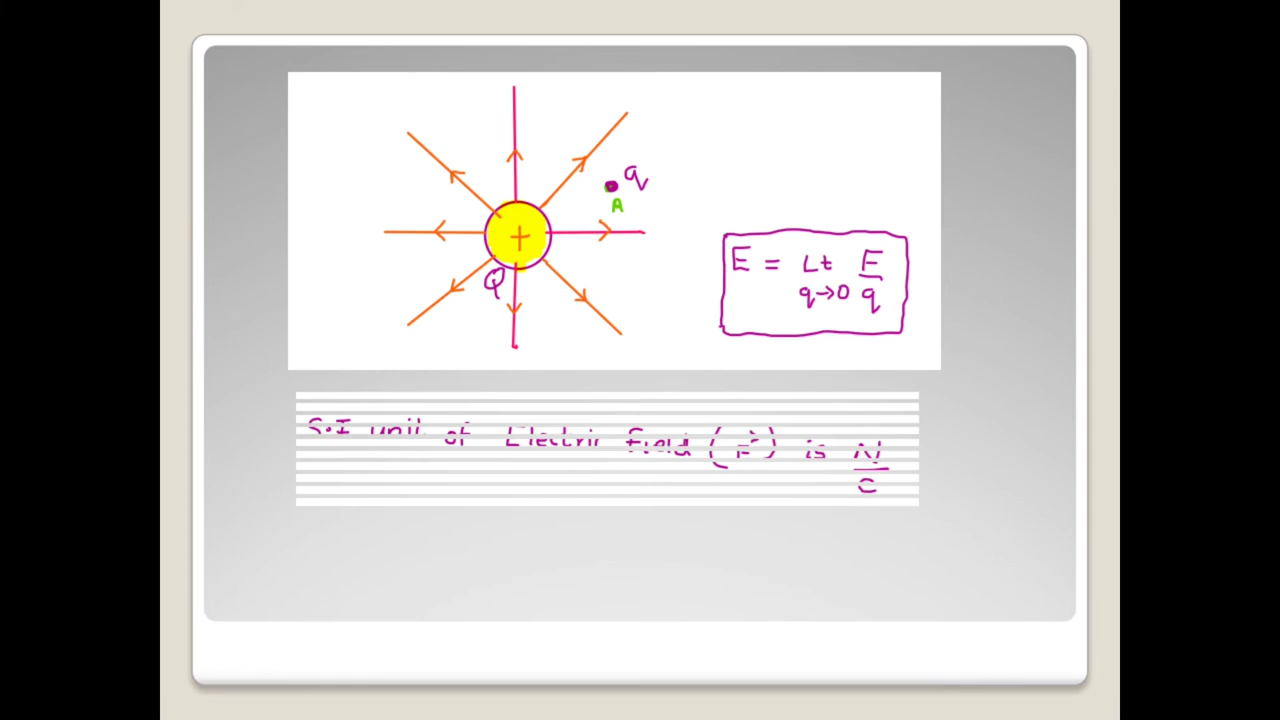 q
A
+
Q
E = Lt F/q
q→0
S.I unit of Electric field (E) is N/C